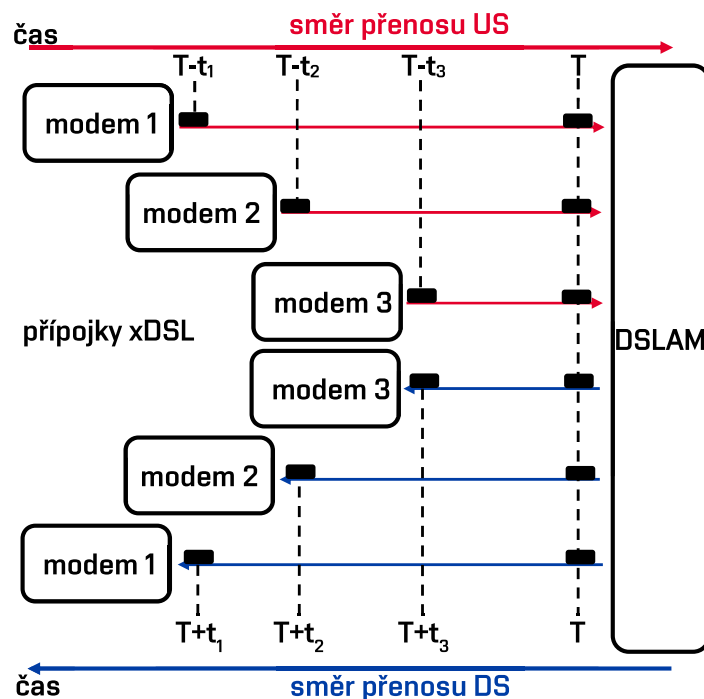 směr přenosu US
čas
T-t1 T-t2 T-t3 T
modem 1
modem 2
modem 3
přípojky xDSL
DSLAM
modem 3
modem 2
modem 1
T+t1 T+t2 T+t3 T
čas
směr přenosu DS